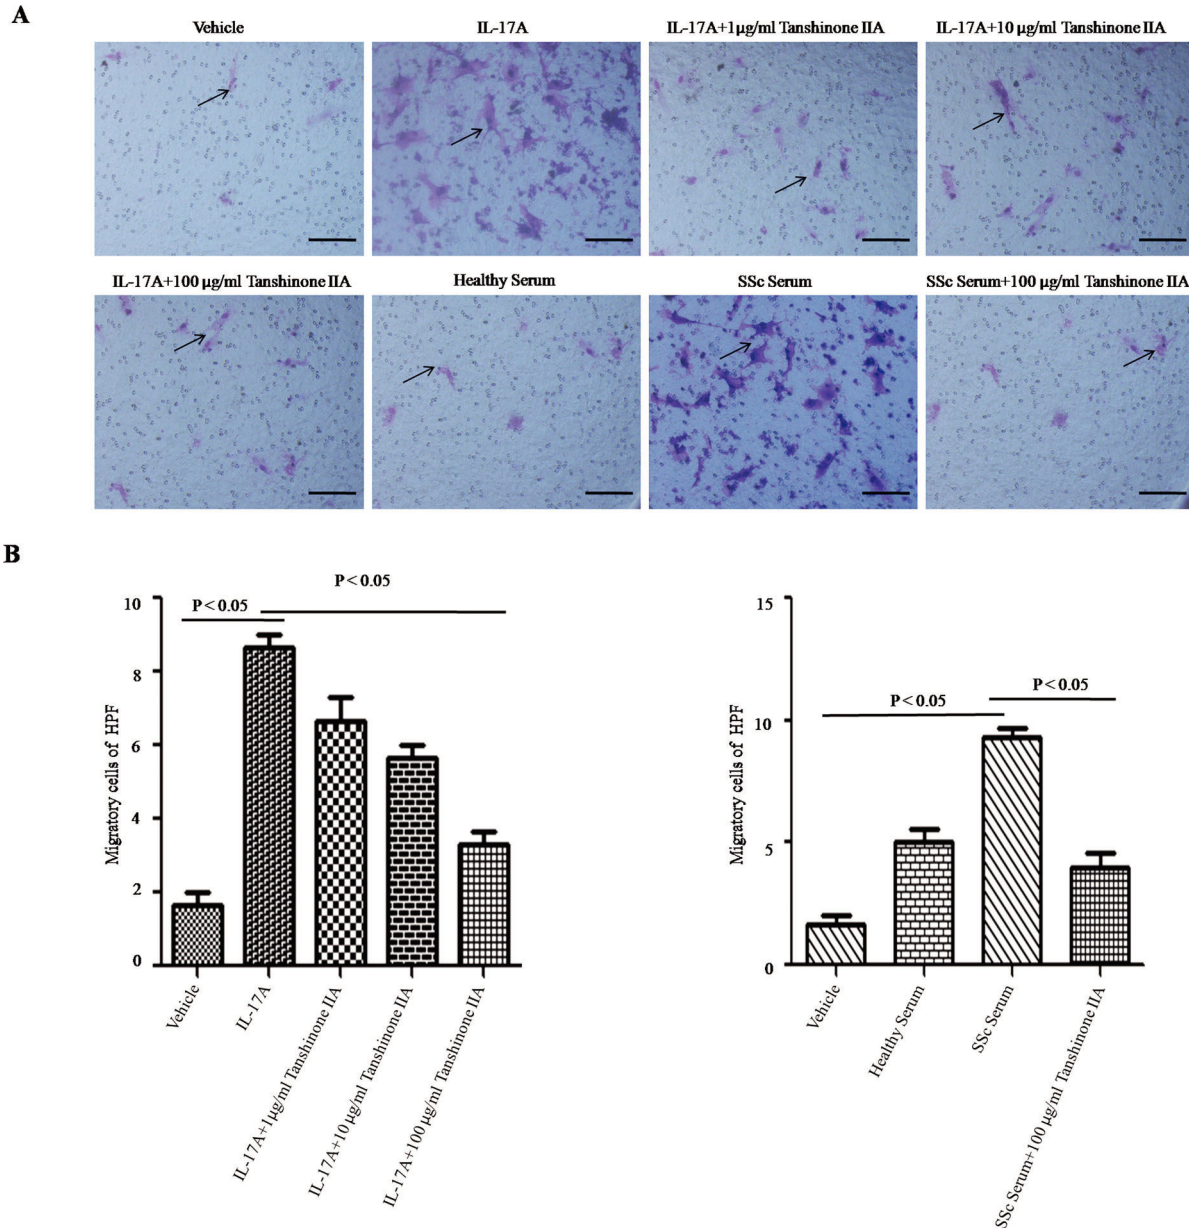 A
Vehicle
IL-17A
IL-17A+1μg/ml Tanshinone IIA
IL-17A+10 μg/ml Tanshinone IIA
IL-17A+100 μg/ml Tanshinone IIA
Healthy Serum
SSc Serum
SSc Serum+100 μg/ml Tanshinone IIA
B
P < 0.05
P < 0.05
10
8
6
4
2
0
Migratory cells of HPF
Vehicle
IL-17A
IL-17A+1μg/ml Tanshinone IIA
IL-17A+10 μg/ml Tanshinone IIA
IL-17A+100 μg/ml Tanshinone IIA
15
10
5
0
P < 0.05
P < 0.05
Migratory cells of HPF
Vehicle
Healthy Serum
SSc Serum
SSc Serum+100 μg/ml Tanshinone IIA